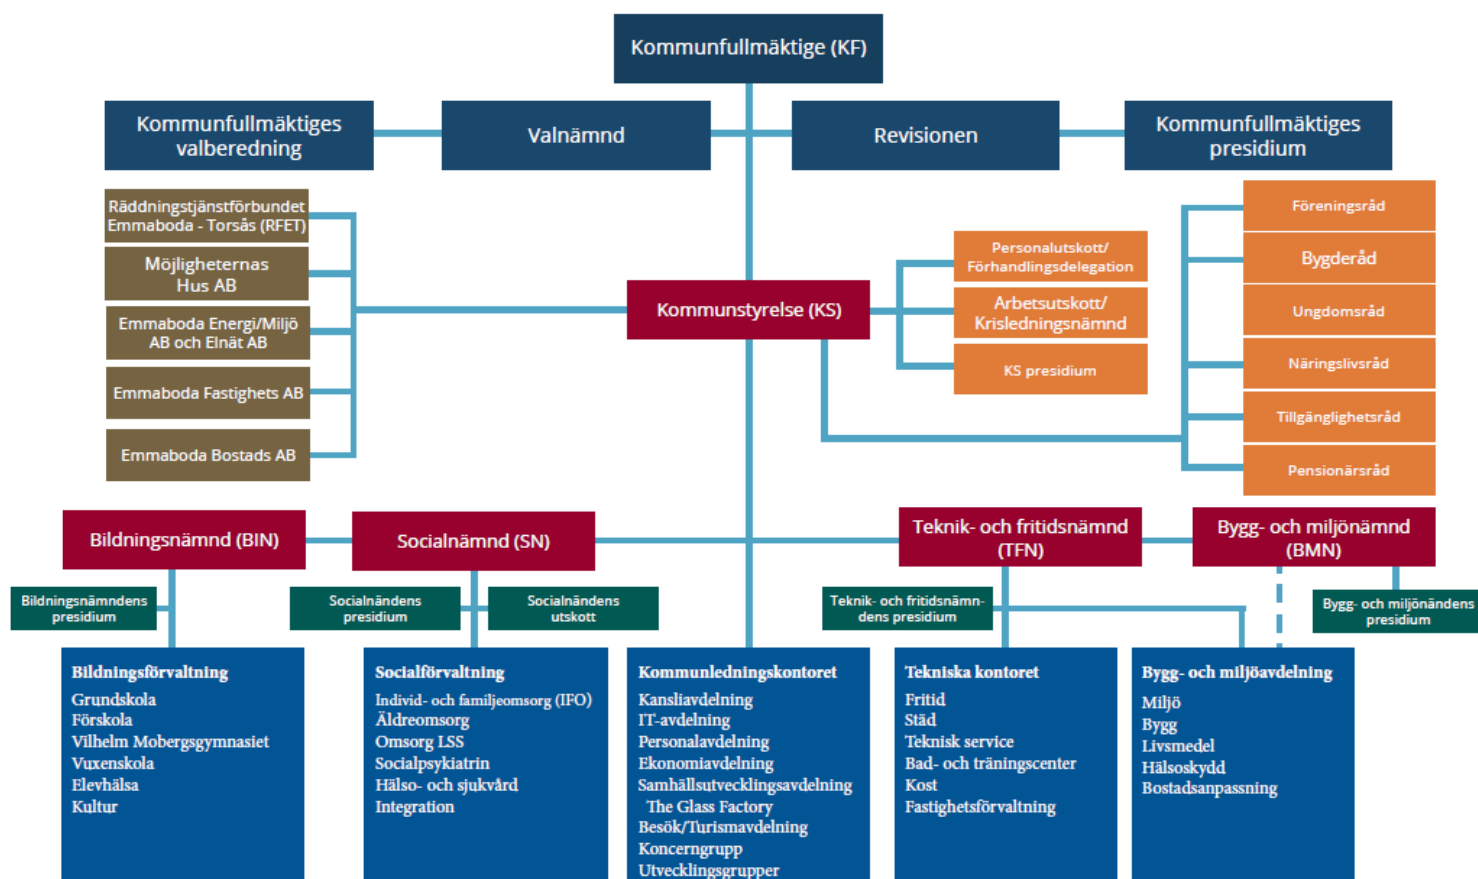 Kommunfullmäktige (KF)
Kommunfullmäktiges
valberedning
Valnämnd
Revisionen
Kommunfullmäktiges
presidium
Räddningstjänstförbundet
Emmaboda - Torsås (RFET)
Möjligheternas
Hus AB
Emmaboda Energi/Miljö
AB och Elnät AB
Emmaboda Fastighets AB
Emmaboda Bostads AB
Kommunstyrelse (KS)
Personalutskott/
Förhandlingsdelegation
Arbetsutskott/
Krisledningsnämnd
KS presidium
Föreningsråd
Bygderåd
Ungdomsråd
Näringslivsråd
Tillgänglighetsråd
Pensionärsråd
Bildningsnämnd (BIN)
Socialnämnd (SN)
Teknik- och fritidsnämnd
(TFN)
Bygg- och miljönämnd
(BMN)
Bildningsnämndens
presidium
Socialnändens
presidium
Socialnändens
utskott
Teknik- och fritidsnämn-
dens presidium
Bygg- och miljönändens
presidium
Bildningsförvaltning
Grundskola
Förskola
Vilhelm Mobergsgymnasiet
Vuxenskola
Elevhälsa
Kultur
Socialförvaltning
Individ- och familjeomsorg (IFO)
Äldreomsorg
Omsorg LSS
Socialpsykiatrin
Hälso- och sjukvård
Integration
Kommunledningskontoret
Kansliavdelning
IT-avdelning
Personalavdelning
Ekonomiavdelning
Samhällsutvecklingsavdelning
The Glass Factory
Besök/Turismavdelning
Koncerngrupp
Utvecklingsgrupper
Tekniska kontoret
Fritid
Städ
Teknisk service
Bad- och träningscenter
Kost
Fastighetsförvaltning
Bygg- och miljöavdelning
Miljö
Bygg
Livsmedel
Hälsoskydd
Bostadsanpassning